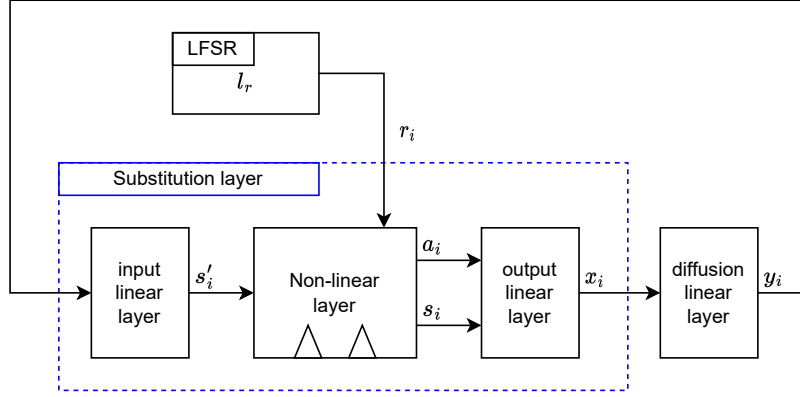 LFSR
l_r
r_i
Substitution layer
input
linear
layer
s′_i
Non-linear
layer
a_i
s_i
output
linear
layer
x_i
diffusion
linear
layer
y_i